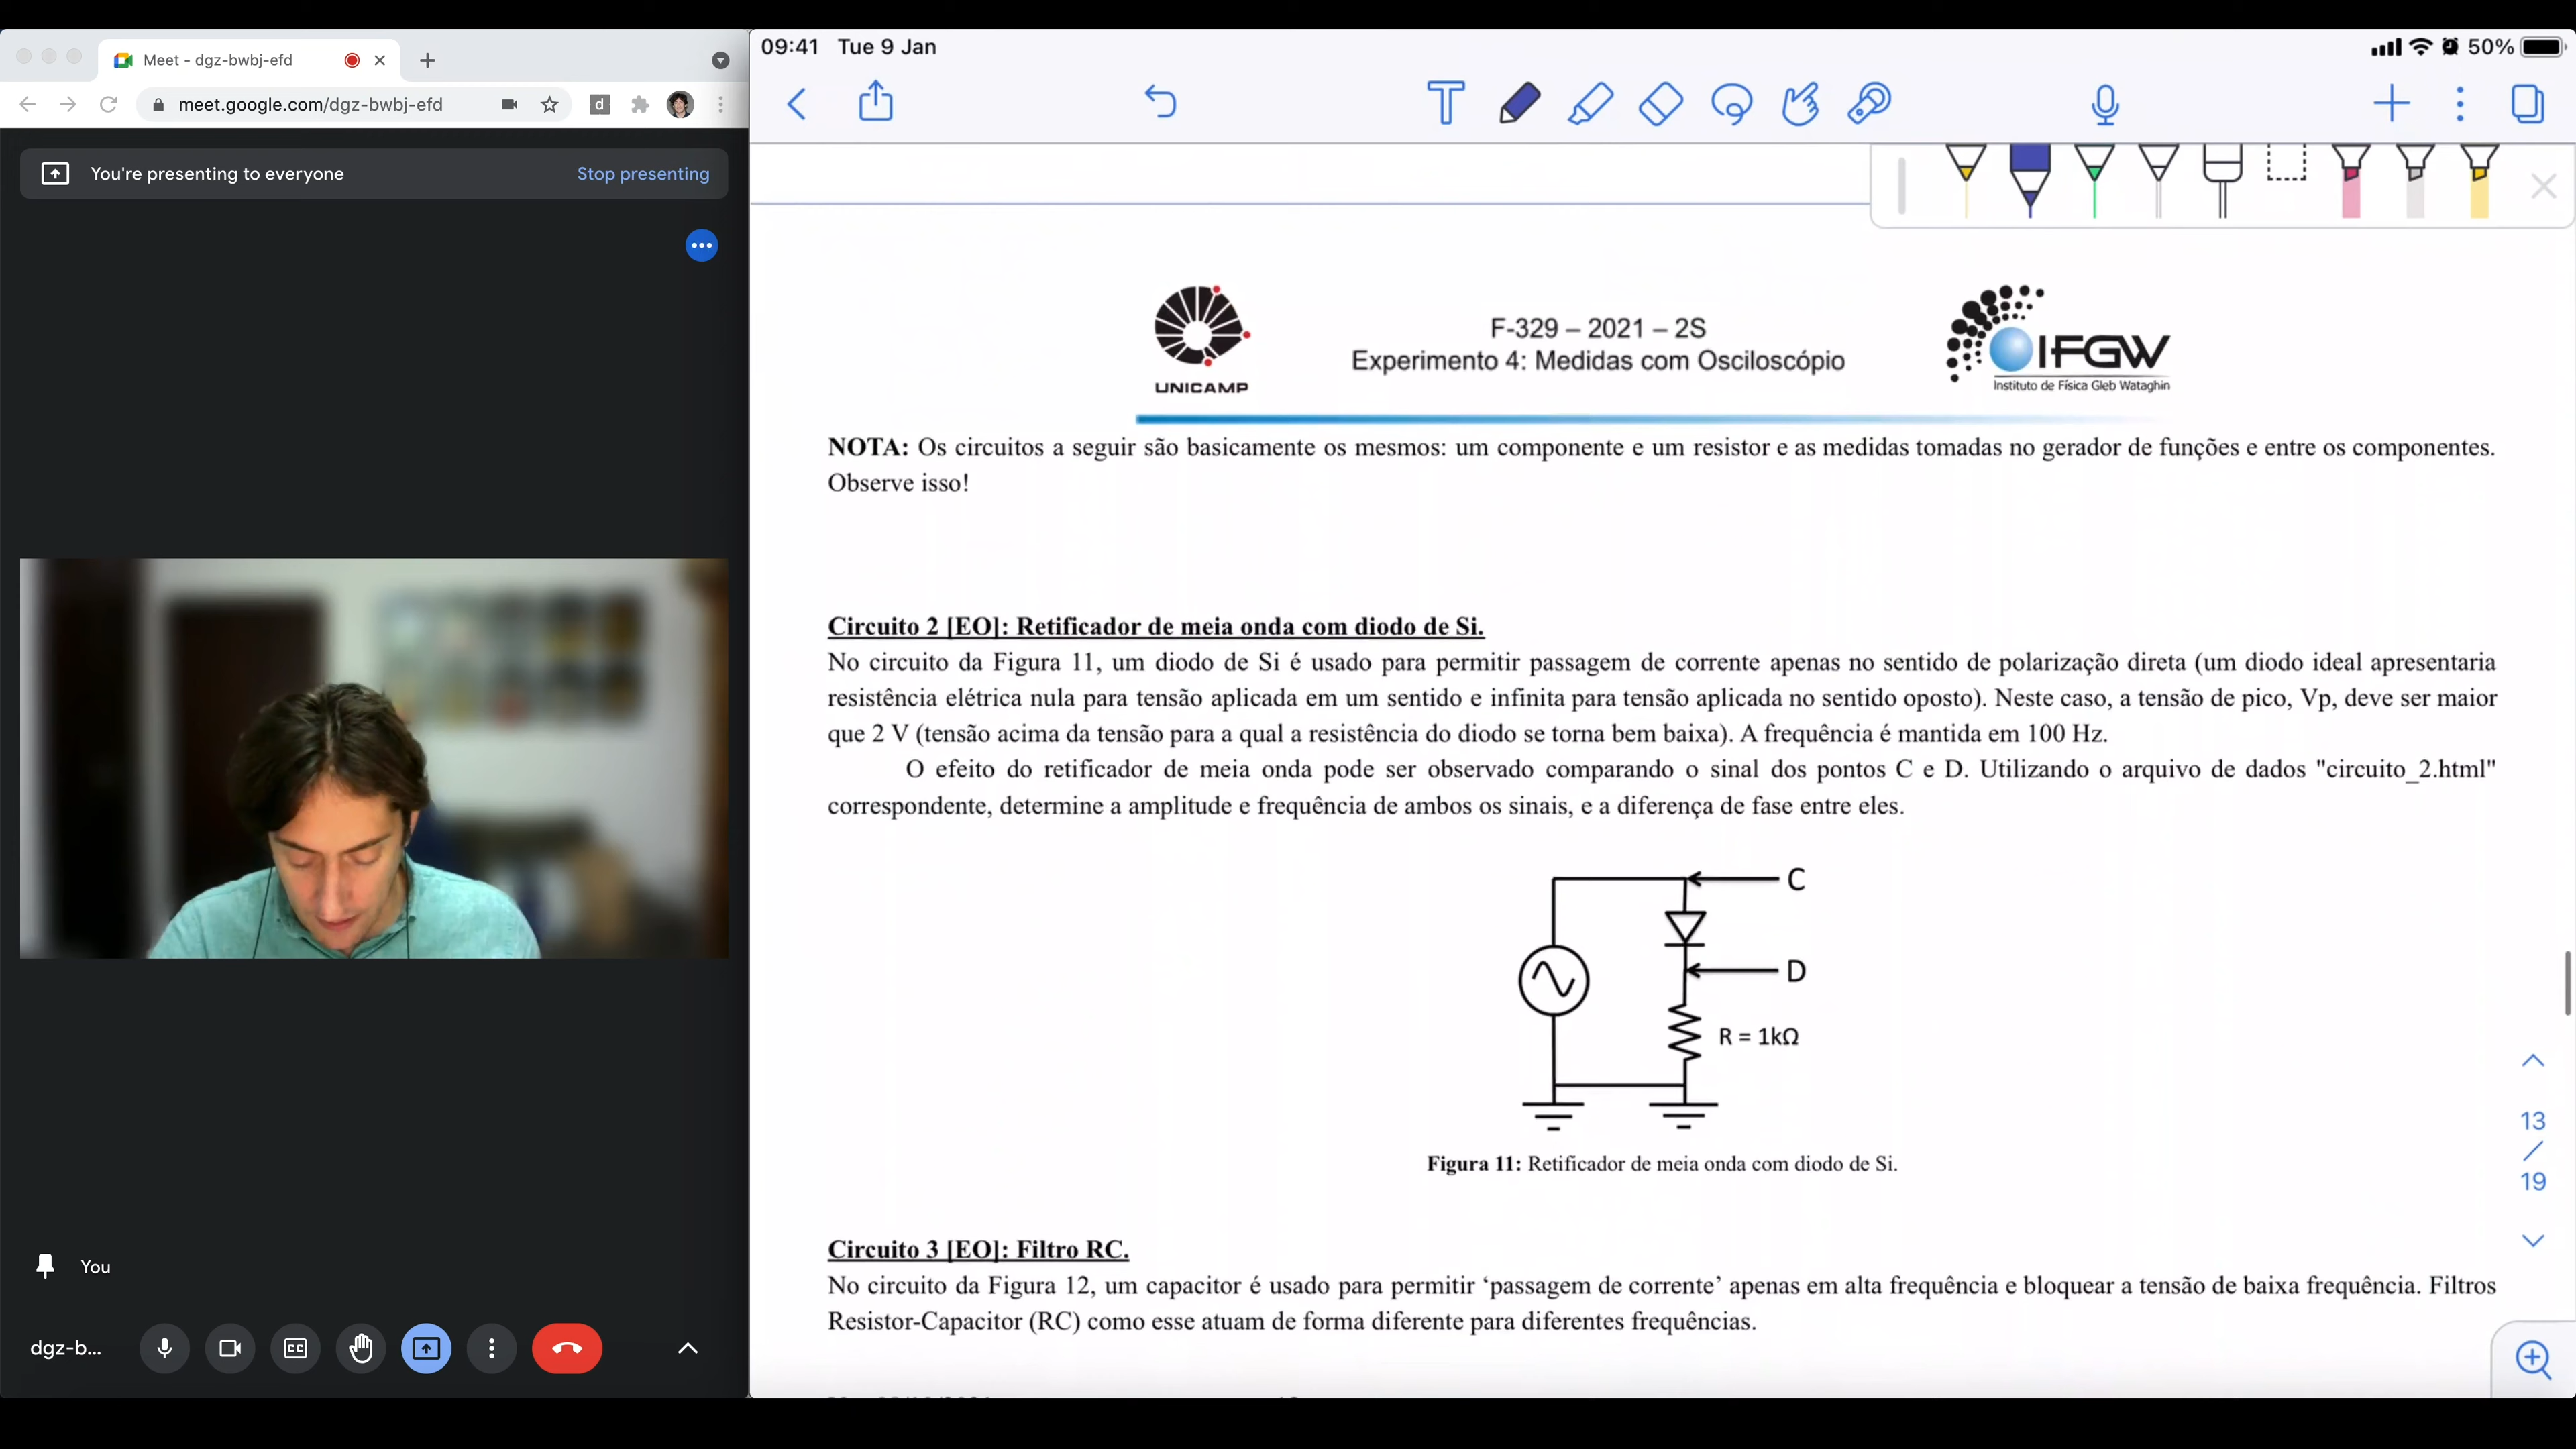 Meet - dgz-bwbj-efd
meet.google.com/dgz-bwbj-efd
d
You're presenting to everyone
Stop presenting
You
dgz-b...
CC
09:41 Tue 9 Jan
50%
T
UNICAMP
F-329 – 2021 – 2S
Experimento 4: Medidas com Osciloscópio
IFGW
Instituto de Física Gleb Wataghin
NOTA: Os circuitos a seguir são basicamente os mesmos: um componente e um resistor e as medidas tomadas no gerador de funções e entre os componentes.
Observe isso!
Circuito 2 [EO]: Retificador de meia onda com diodo de Si.
No circuito da Figura 11, um diodo de Si é usado para permitir passagem de corrente apenas no sentido de polarização direta (um diodo ideal apresentaria
resistência elétrica nula para tensão aplicada em um sentido e infinita para tensão aplicada no sentido oposto). Neste caso, a tensão de pico, Vp, deve ser maior
que 2 V (tensão acima da tensão para a qual a resistência do diodo se torna bem baixa). A frequência é mantida em 100 Hz.
O efeito do retificador de meia onda pode ser observado comparando o sinal dos pontos C e D. Utilizando o arquivo de dados "circuito_2.html"
correspondente, determine a amplitude e frequência de ambos os sinais, e a diferença de fase entre eles.
C
D
R = 1kΩ
Figura 11: Retificador de meia onda com diodo de Si.
Circuito 3 [EO]: Filtro RC.
No circuito da Figura 12, um capacitor é usado para permitir ‘passagem de corrente’ apenas em alta frequência e bloquear a tensão de baixa frequência. Filtros
Resistor-Capacitor (RC) como esse atuam de forma diferente para diferentes frequências.
13
/
19